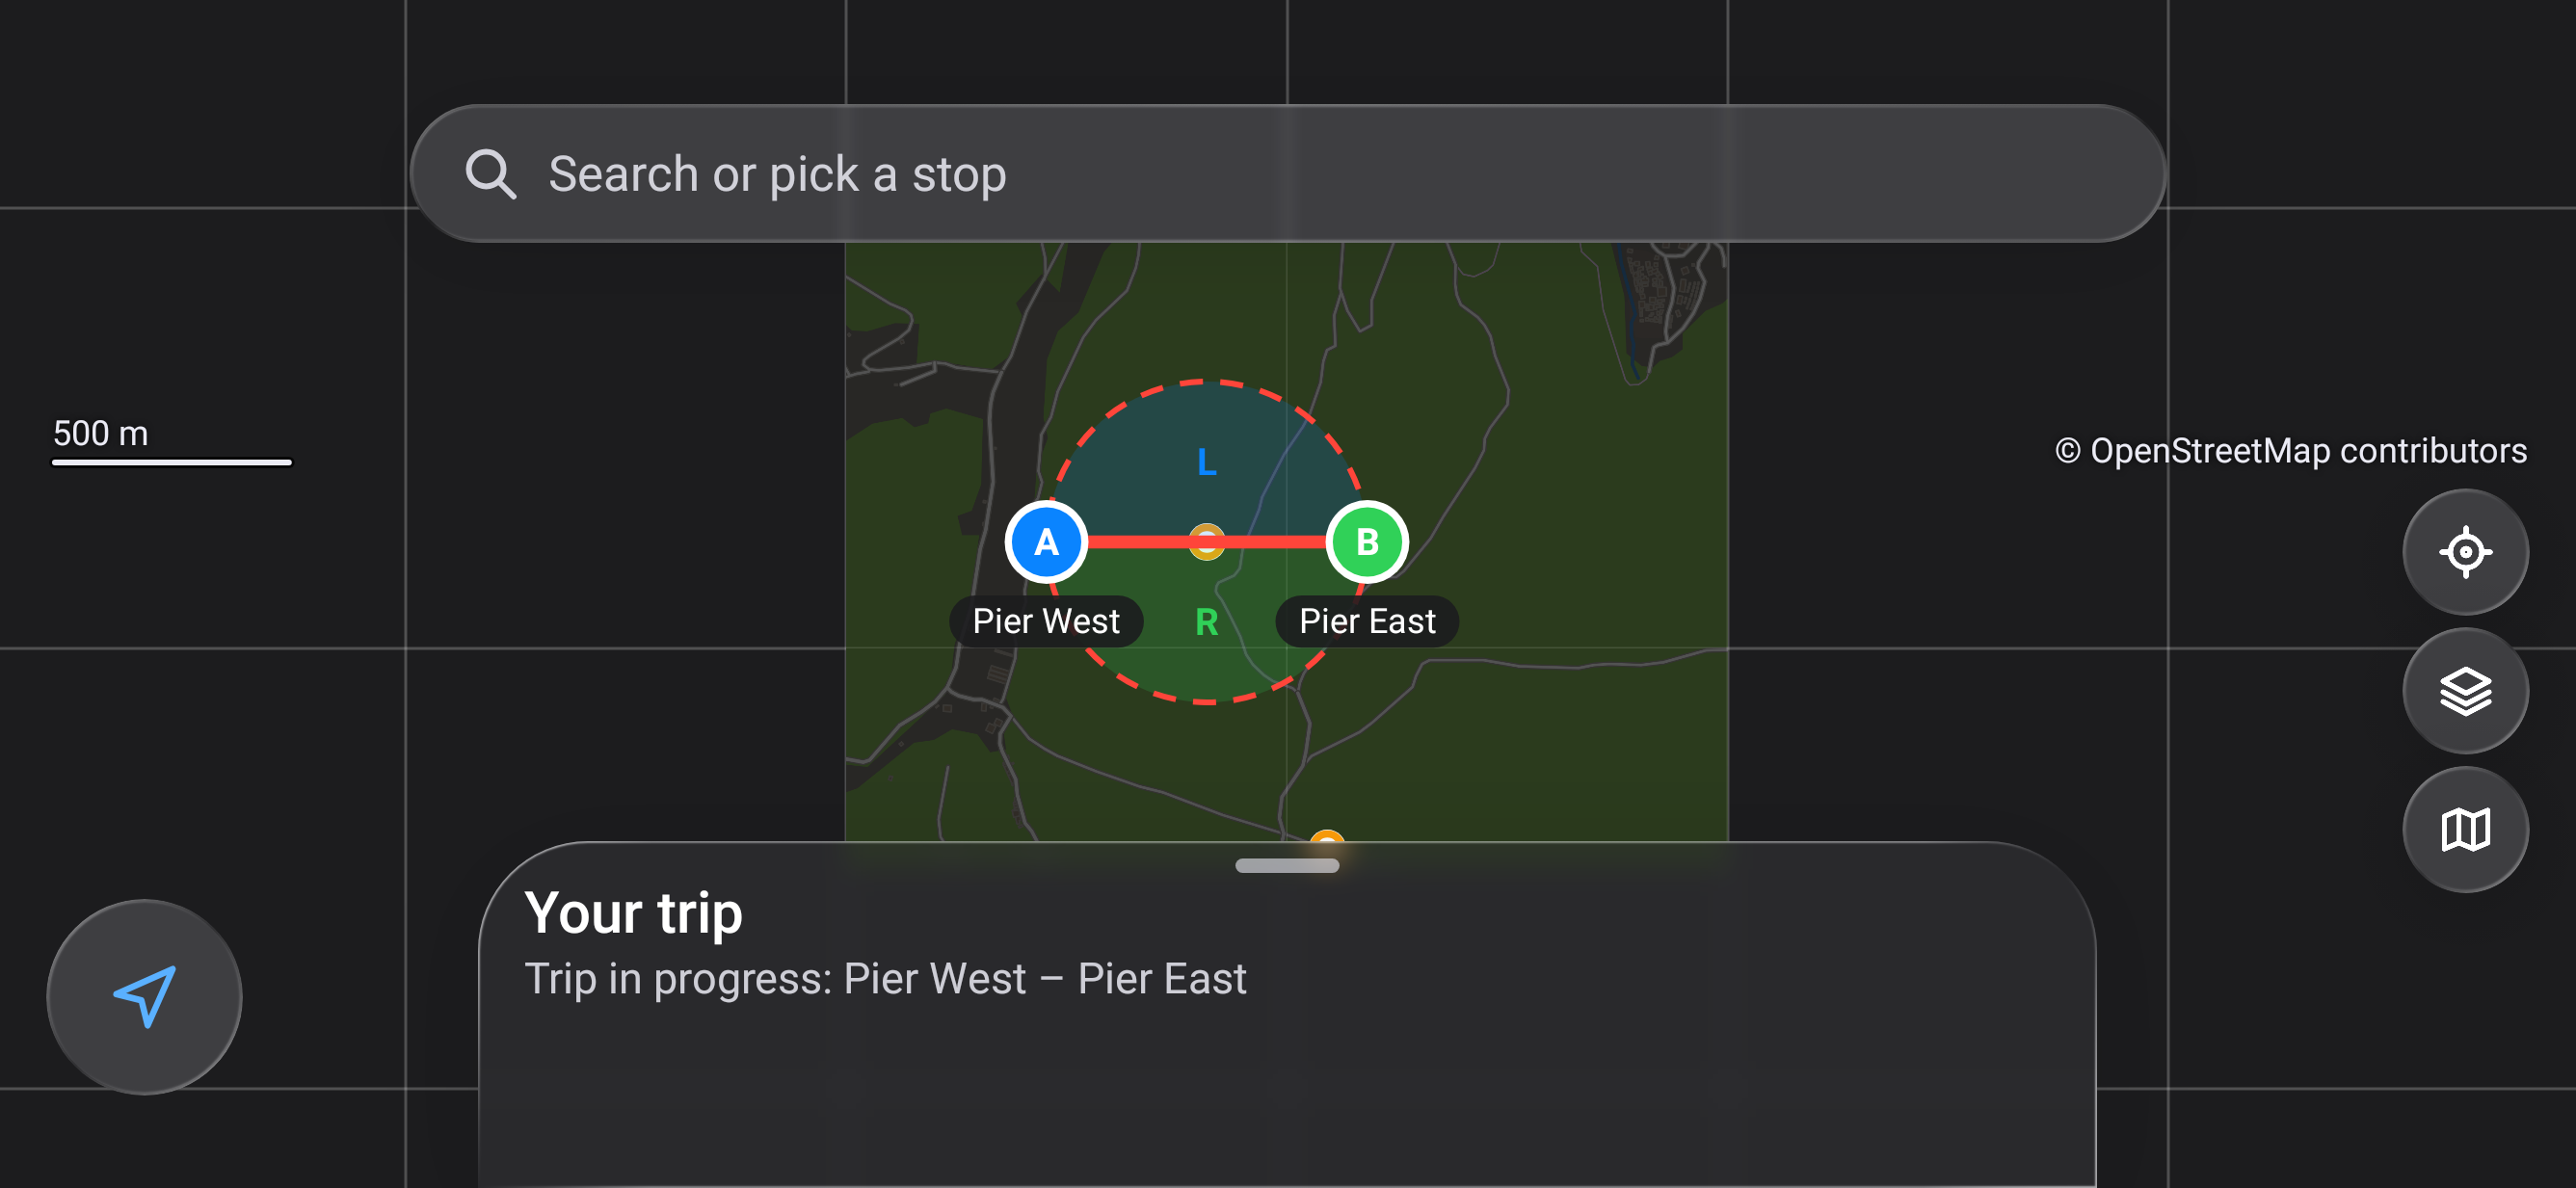 Search or pick a stop
500 m
© OpenStreetMap contributors
L
A
B
Pier West
R
Pier East
Your trip
Trip in progress: Pier West – Pier East